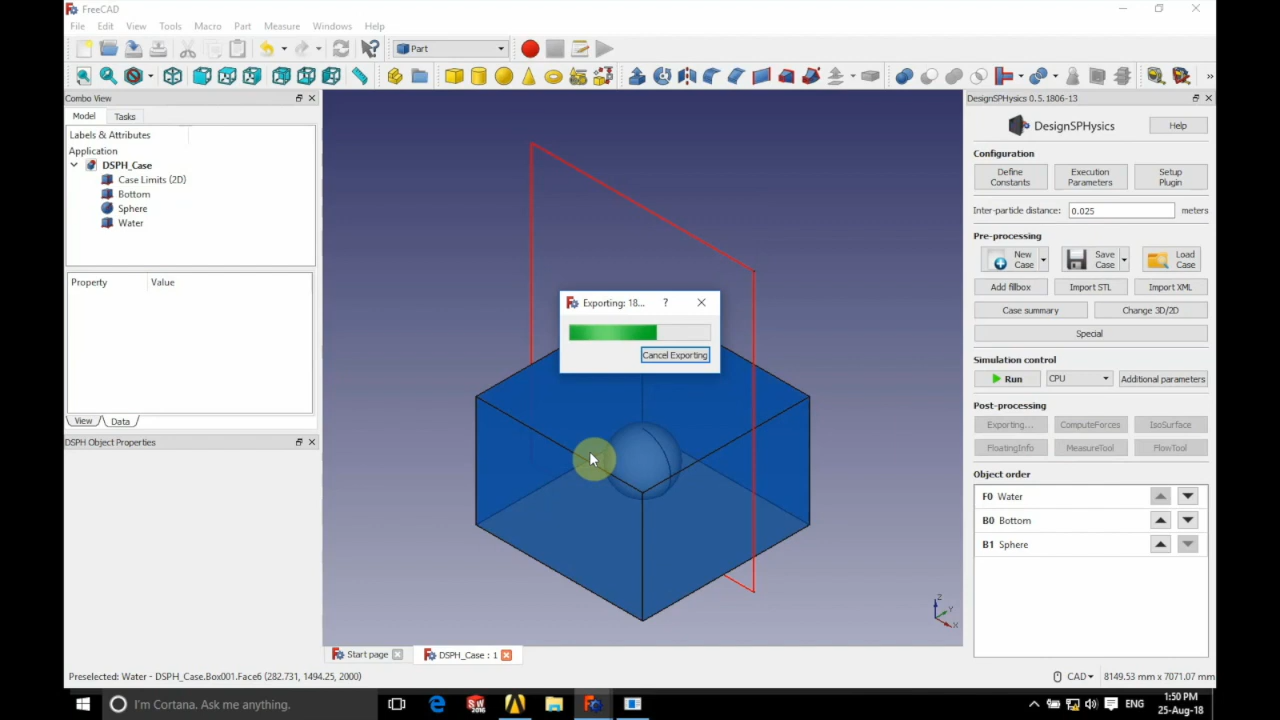 FreeCAD
File Edit View Tools Macro Part Measure Windows Help
Part
Combo View
Model Tasks
Labels & Attributes
Application
DSPH_Case
Case Limits (2D)
Bottom
Sphere
Water
Property Value
View Data
DSPH Object Properties
Exporting: 18... ?
Cancel Exporting
Z
Y
X
Start page
DSPH_Case : 1
DesignSPHysics 0.5.1806-13
DesignSPHysics Help
Configuration
Define Constants
Execution Parameters
Setup Plugin
Inter-particle distance: 0.025 meters
Pre-processing
New Case
Save Case
Load Case
Add fillbox Import STL Import XML
Case summary Change 3D/2D
Special
Simulation control
Run CPU Additional parameters
Post-processing
Exporting... ComputeForces IsoSurface
FloatingInfo MeasureTool FlowTool
Object order
F0 Water
B0 Bottom
B1 Sphere
Preselected: Water - DSPH_Case.Box001.Face6 (282.731, 1494.25, 2000)
CAD 8149.53 mm x 7071.07 mm
I'm Cortana. Ask me anything.
SW
2016
ENG
1:50 PM
25-Aug-18